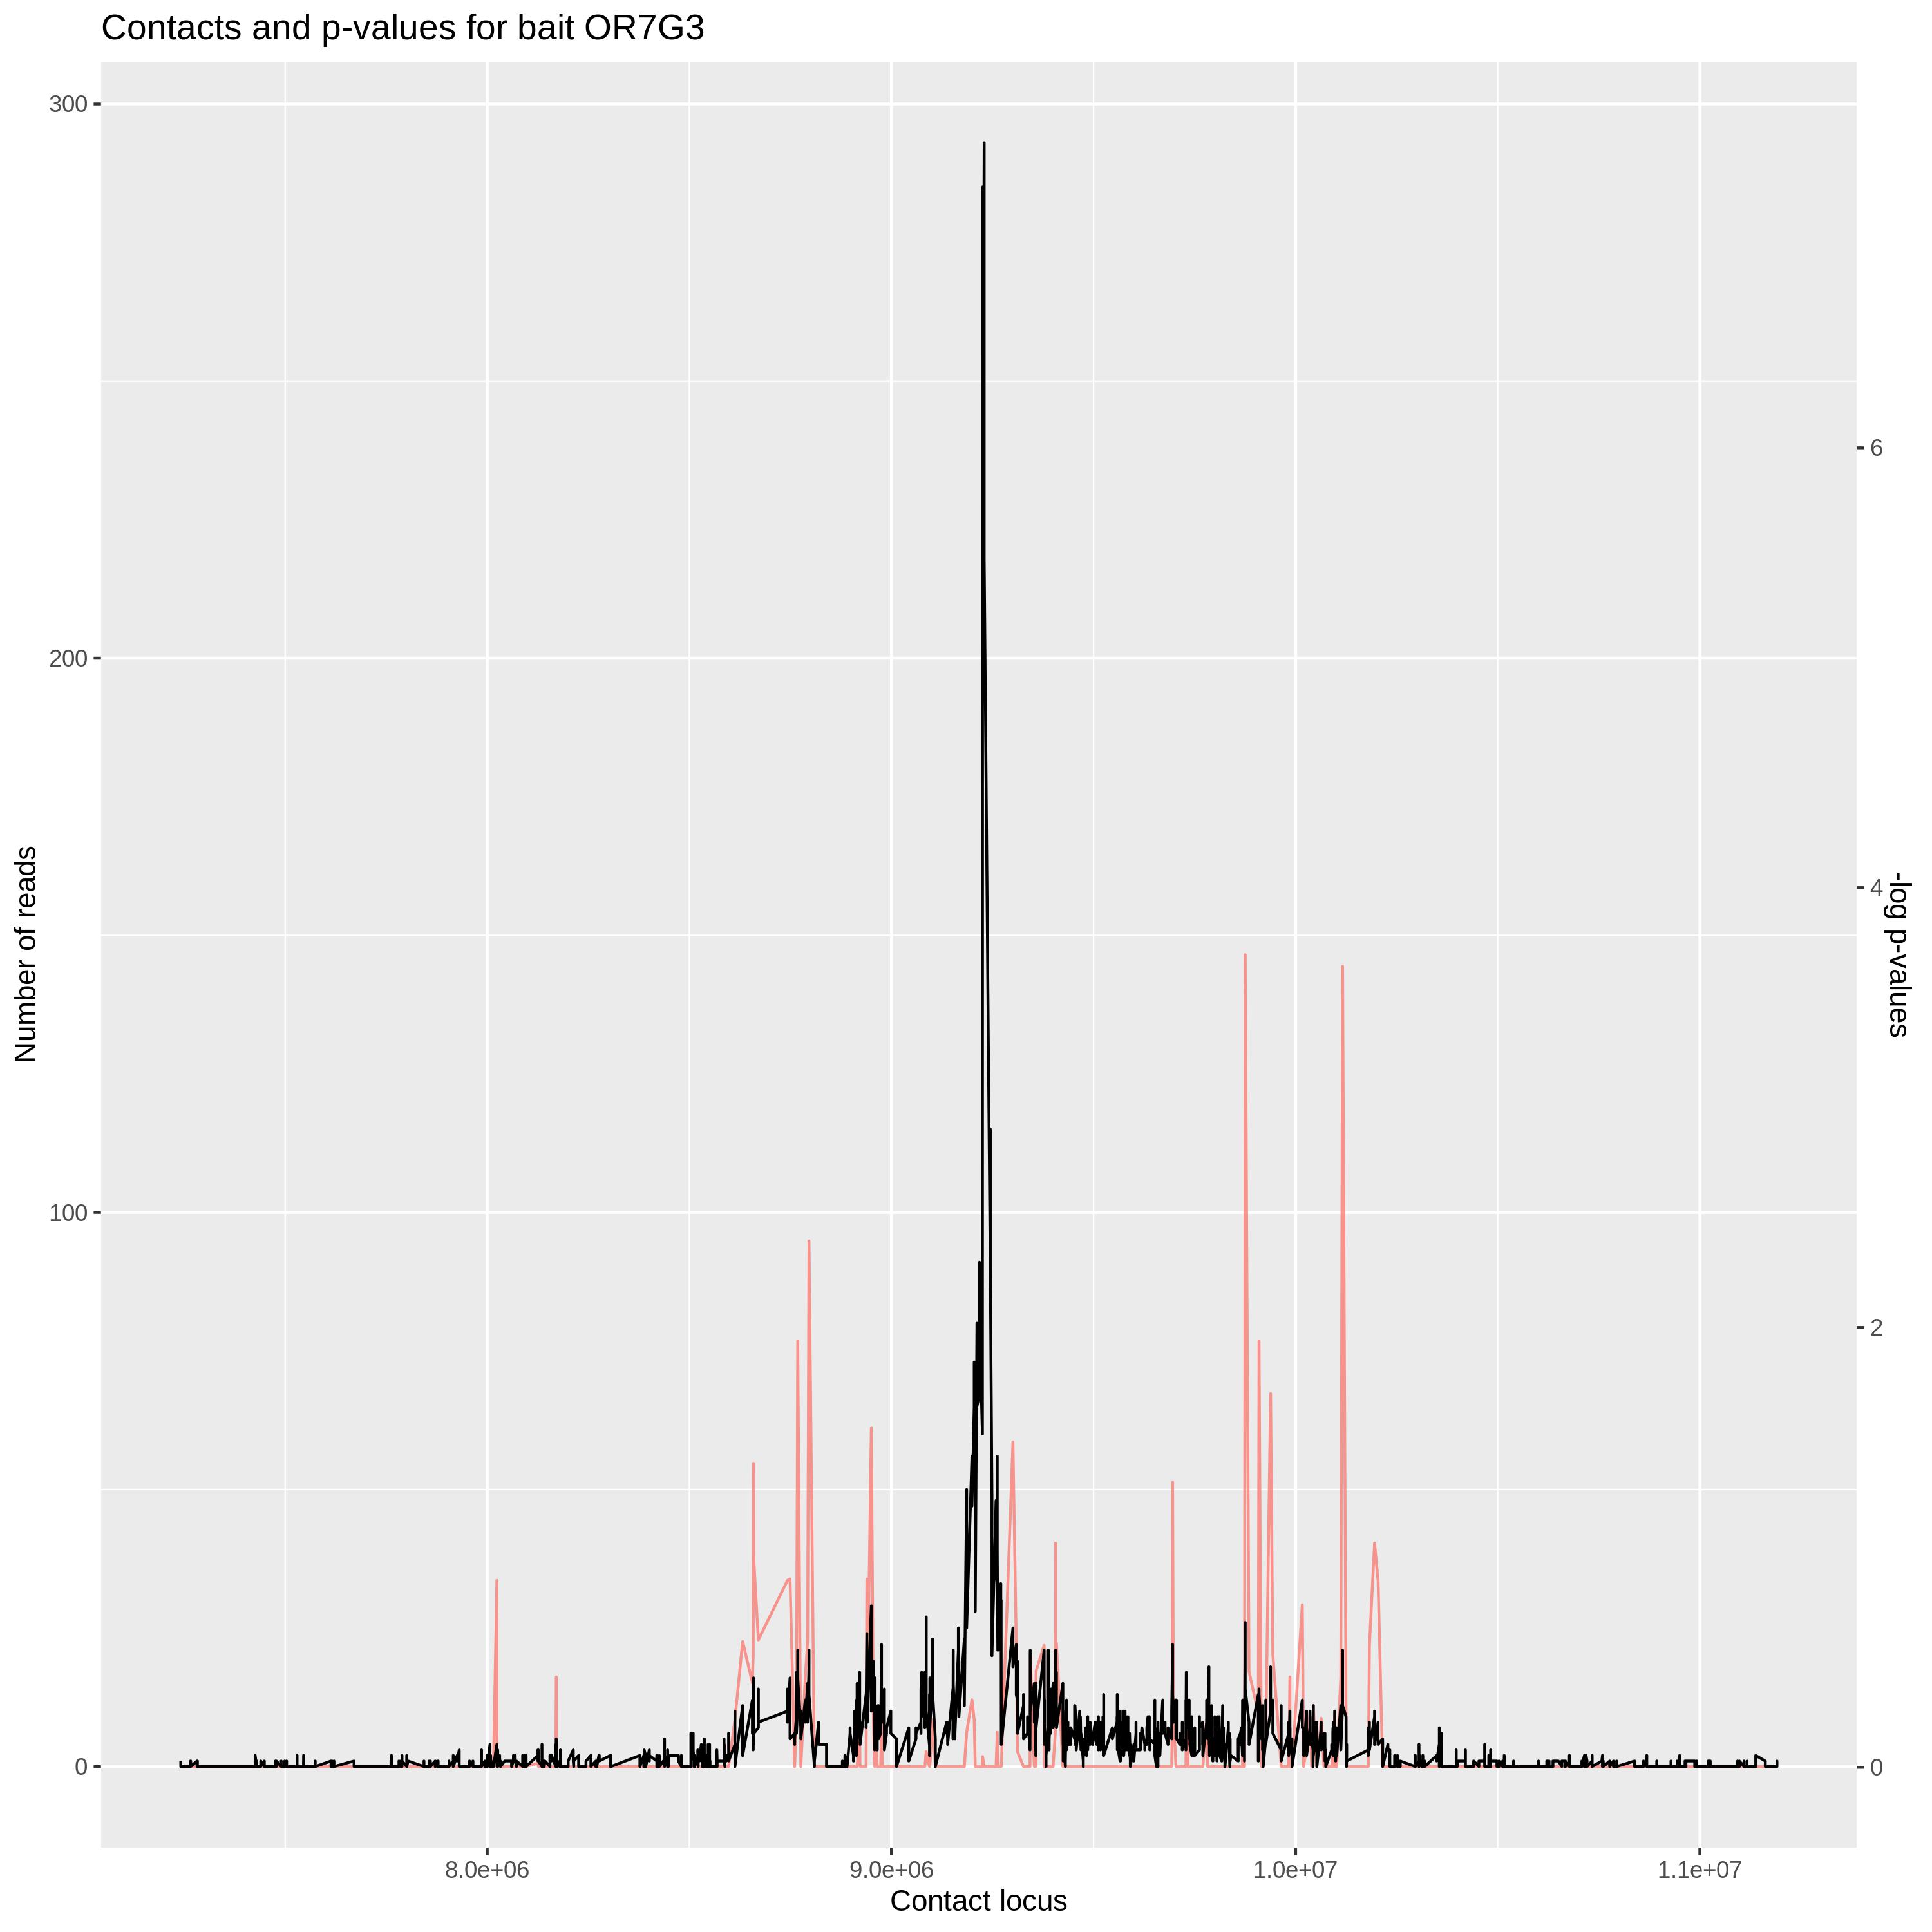 Contacts and p-values for bait OR7G3
300
200
100
0
Number of reads
6
4
2
0
-log p-values
8.0e+06
9.0e+06
1.0e+07
1.1e+07
Contact locus